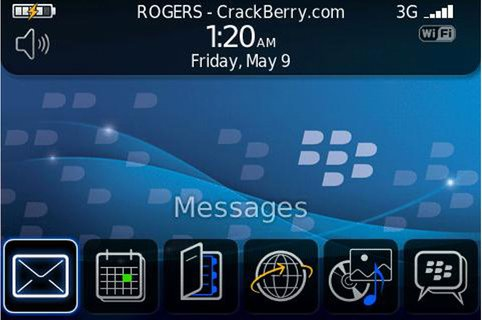 ROGERS - CrackBerry.com
3G
1:20AM
WiFi
Friday, May 9
Messages